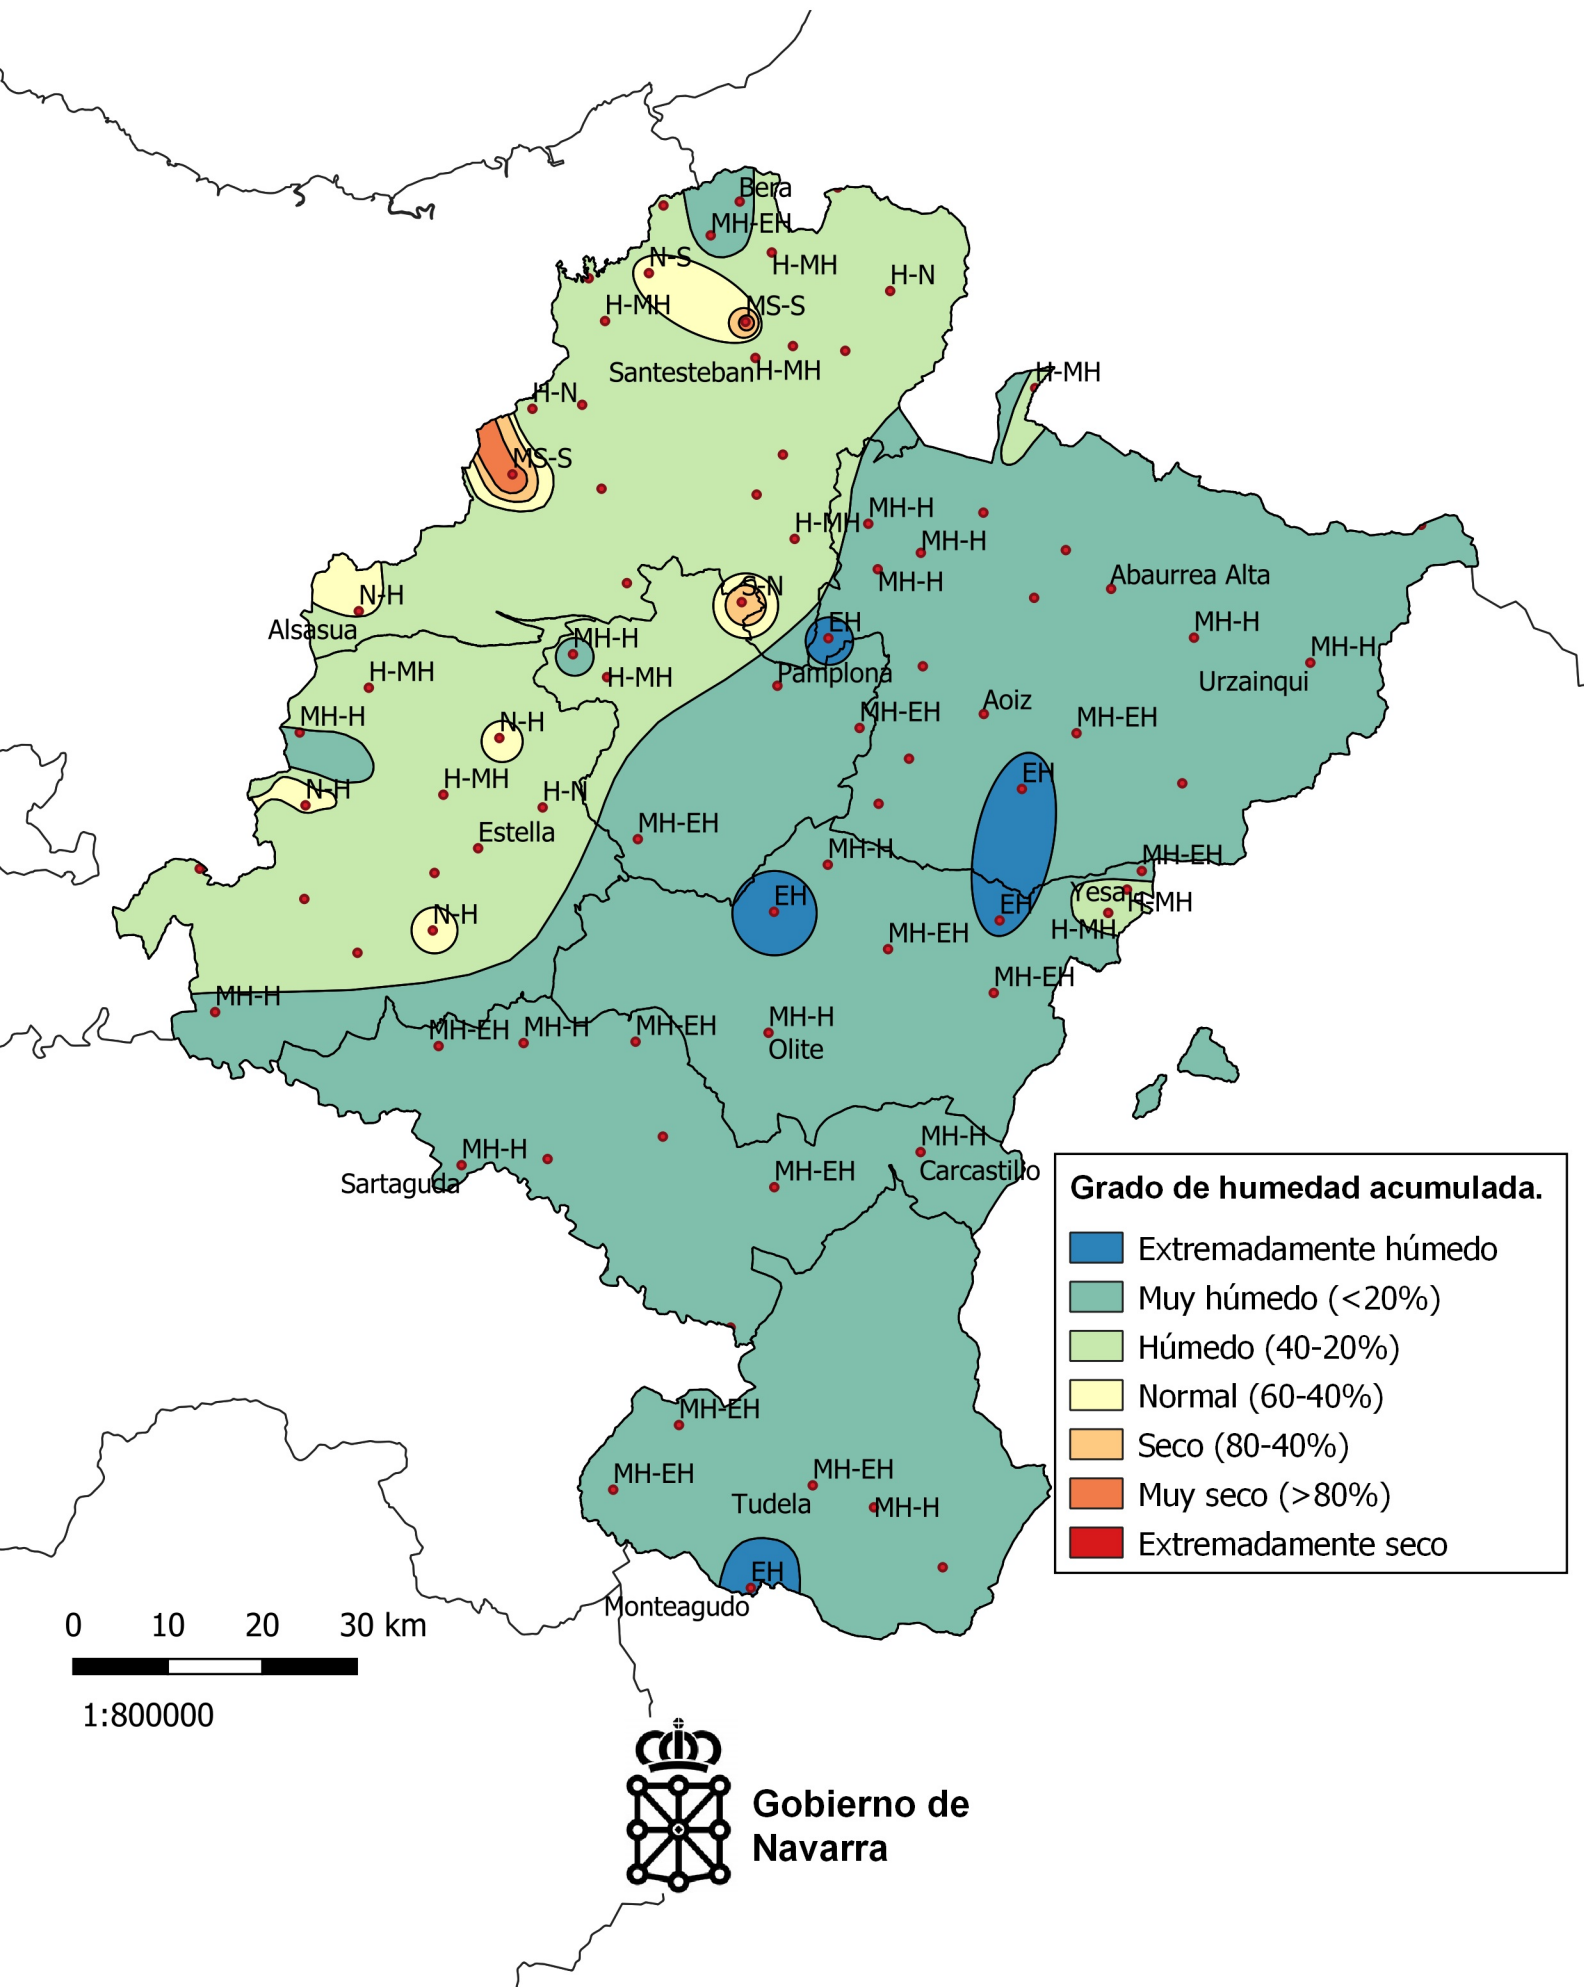 Bera
MH-EH
N-S
H-MH
H-N
H-MH
MS-S
Santesteban
H-MH
H-MH
H-N
MS-S
MH-H
H-MH
MH-H
MH-H
Abaurrea Alta
N-H
S-N
Alsasua
EH
MH-H
MH-H
MH-H
H-MH
H-MH
Pamplona
Urzainqui
MH-H
N-H
MH-EH
Aoiz
MH-EH
H-MH
N-H
H-N
EH
Estella
MH-EH
MH-H
MH-EH
EH
Yesa
H-MH
N-H
EH
MH-EH
H-MH
MH-H
MH-EH
MH-EH
MH-H
MH-EH
MH-H
Olite
MH-H
Sartaguda
MH-EH
MH-H
Carcastillo
Grado de humedad acumulada.
Extremadamente húmedo
Muy húmedo (<20%)
Húmedo (40-20%)
Normal (60-40%)
Seco (80-40%)
Muy seco (>80%)
Extremadamente seco
MH-EH
MH-EH
MH-EH
Tudela
MH-H
EH
Monteagudo
0 10 20 30 km
1:800000
Gobierno de
Navarra